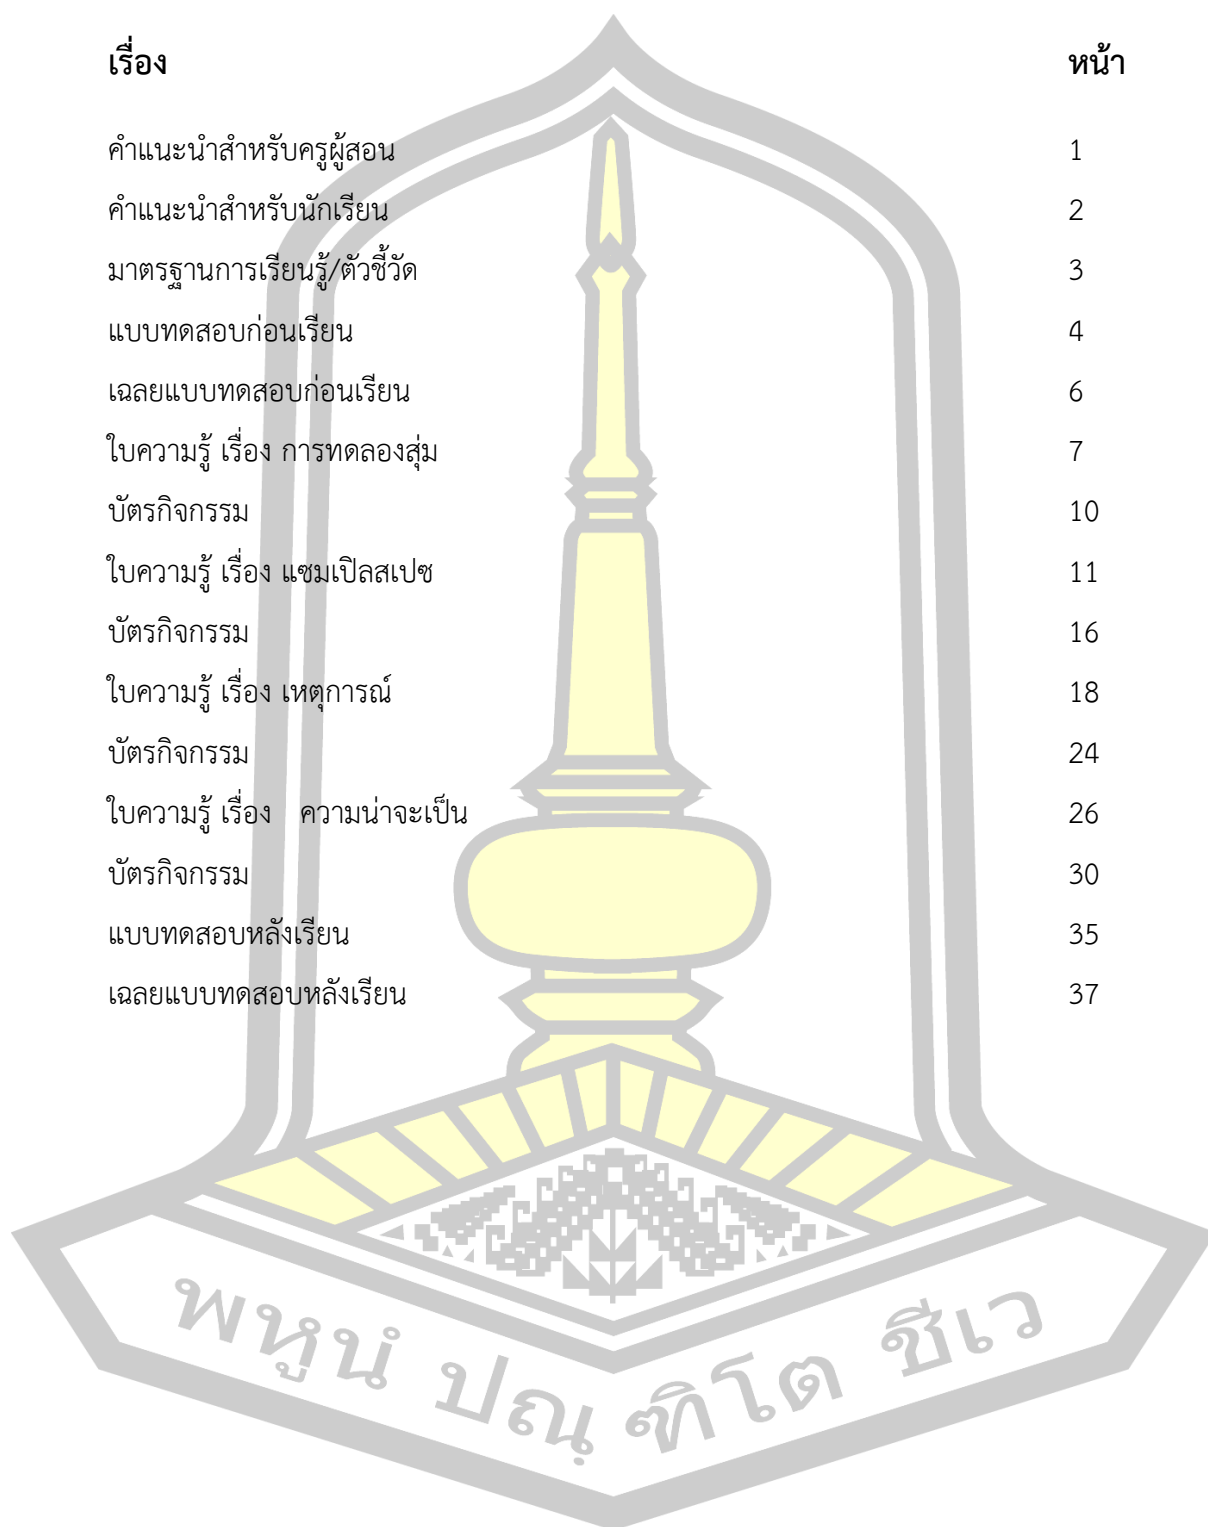 เรื่อง หน้า
คำแนะนำสำหรับครูผู้สอน 1
คำแนะนำสำหรับนักเรียน 2
มาตรฐานการเรียนรู้/ตัวชี้วัด 3
แบบทดสอบก่อนเรียน 4
เฉลยแบบทดสอบก่อนเรียน 6
ใบความรู้ เรื่อง การทดลองสุ่ม 7
บัตรกิจกรรม 10
ใบความรู้ เรื่อง แซมเปิลสเปซ 11
บัตรกิจกรรม 16
ใบความรู้ เรื่อง เหตุการณ์ 18
บัตรกิจกรรม 24
ใบความรู้ เรื่อง ความน่าจะเป็น 26
บัตรกิจกรรม 30
แบบทดสอบหลังเรียน 35
เฉลยแบบทดสอบหลังเรียน 37
พหูนํ ปณฺฑิโต ชีเว